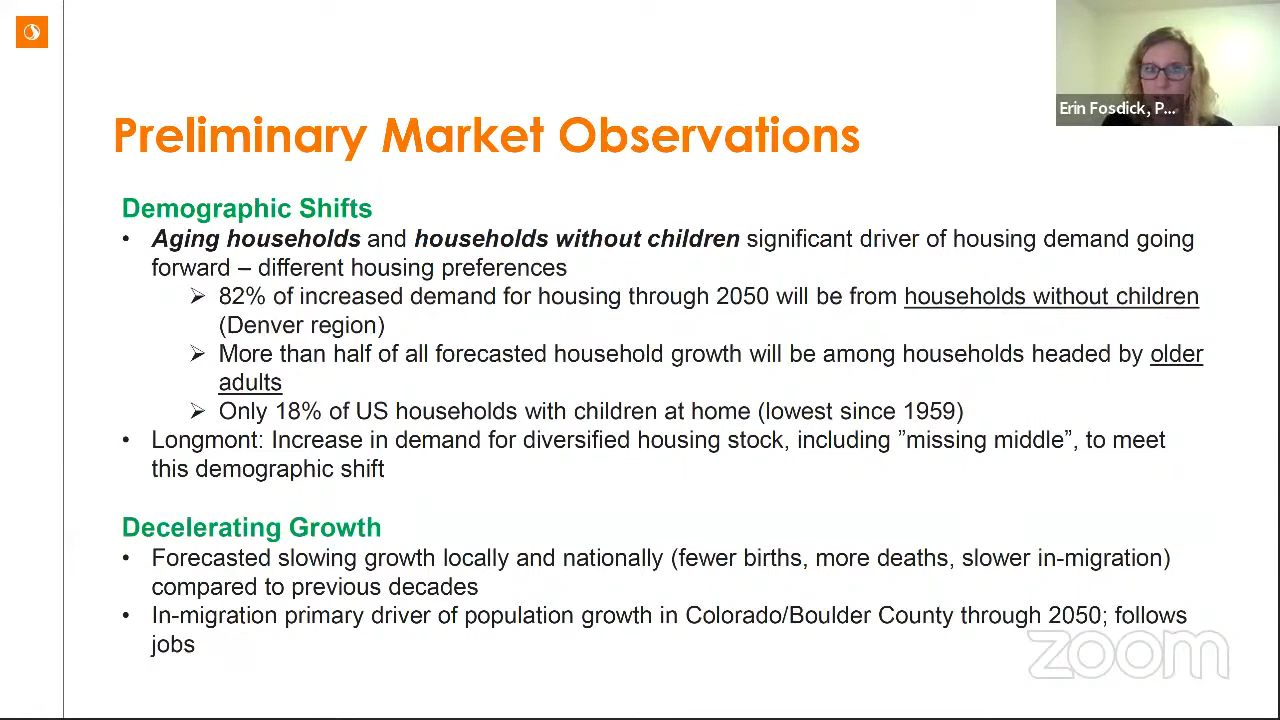 Erin Fosdick, P...
Preliminary Market Observations
Demographic Shifts
• Aging households and households without children significant driver of housing demand going
forward – different housing preferences
➢ 82% of increased demand for housing through 2050 will be from households without children
(Denver region)
➢ More than half of all forecasted household growth will be among households headed by older
adults
➢ Only 18% of US households with children at home (lowest since 1959)
• Longmont: Increase in demand for diversified housing stock, including ”missing middle”, to meet
this demographic shift
Decelerating Growth
• Forecasted slowing growth locally and nationally (fewer births, more deaths, slower in-migration)
compared to previous decades
• In-migration primary driver of population growth in Colorado/Boulder County through 2050; follows
jobs
zoom